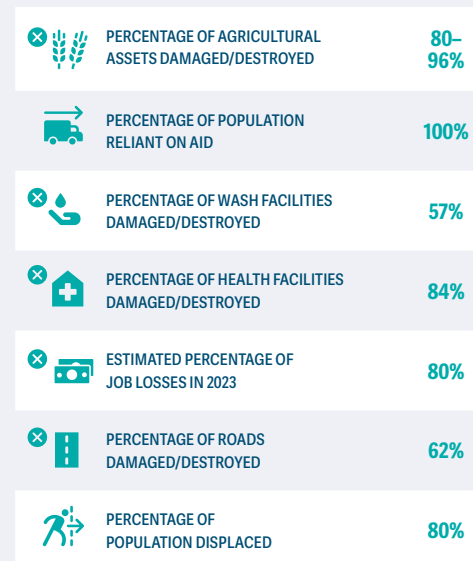 PERCENTAGE OF AGRICULTURAL
ASSETS DAMAGED/DESTROYED
80–
96%
PERCENTAGE OF POPULATION
RELIANT ON AID
100%
PERCENTAGE OF WASH FACILITIES
DAMAGED/DESTROYED
57%
PERCENTAGE OF HEALTH FACILITIES
DAMAGED/DESTROYED
84%
ESTIMATED PERCENTAGE OF
JOB LOSSES IN 2023
80%
PERCENTAGE OF ROADS
DAMAGED/DESTROYED
62%
PERCENTAGE OF
POPULATION DISPLACED
80%